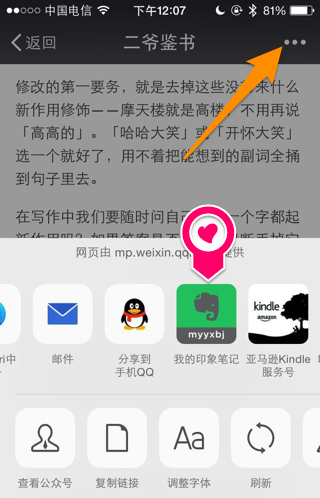 中国电信 下午12:07 81%
返回 二爷鉴书
修改的第一要务，就是去掉这些没带来什么
新作用修饰——摩天楼就是高楼，不用再说
「高高的」。「哈哈大笑」或「开怀大笑」
选一个就好了，用不着把能想到的副词全捅
到句子里去。
在写作中我们要随时问自己 一个字都起
网页由 mp.weixin.qq 提供
ri中 邮件 分享到 我的印象笔记 亚马逊Kindle
手机QQ 服务号
myyxbj
kindle
amazon
Aa
查看公众号 复制链接 调整字体 刷新